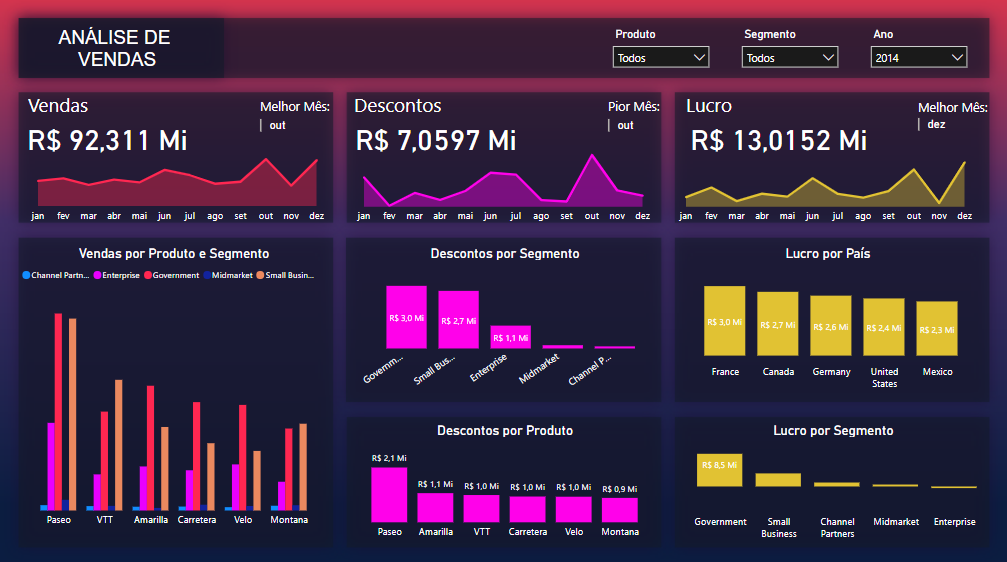 ANÁLISE DE
VENDAS
Produto
Todos
Segmento
Todos
Ano
2014
Vendas
Melhor Mês:
out
R$ 92,311 Mi
jan fev mar abr mai jun jul ago set out nov dez
Descontos
Pior Mês:
out
R$ 7,0597 Mi
jan fev mar abr mai jun jul ago set out nov dez
Lucro
Melhor Mês:
dez
R$ 13,0152 Mi
jan fev mar abr mai jun jul ago set out nov dez
Vendas por Produto e Segmento
Channel Partn... Enterprise Government Midmarket Small Busin...
Paseo VTT Amarilla Carretera Velo Montana
Descontos por Segmento
R$ 3,0 Mi R$ 2,7 Mi R$ 1,1 Mi
Governm... Small Bus... Enterprise Midmarket Channel P...
Lucro por País
R$ 3,0 Mi R$ 2,7 Mi R$ 2,6 Mi R$ 2,4 Mi R$ 2,3 Mi
France Canada Germany United Mexico
States
Descontos por Produto
R$ 2,1 Mi R$ 1,1 Mi R$ 1,0 Mi R$ 1,0 Mi R$ 1,0 Mi R$ 0,9 Mi
Paseo Amarilla VTT Carretera Velo Montana
Lucro por Segmento
R$ 8,5 Mi
Government Small Channel Midmarket Enterprise
Business Partners